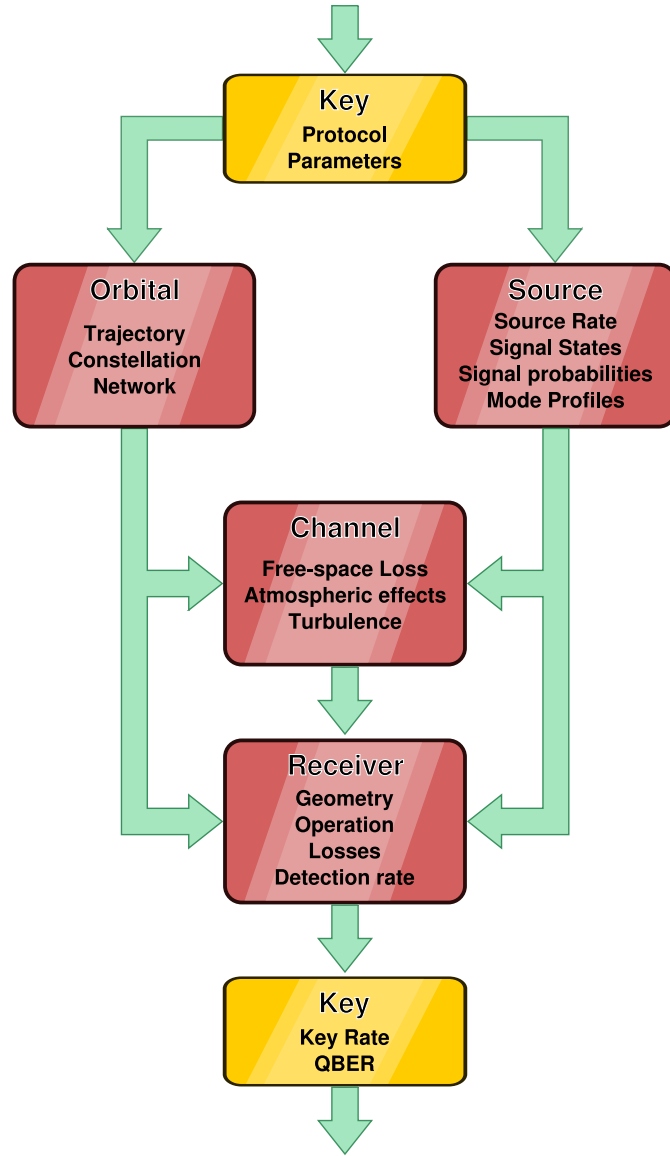 Key
Protocol
Parameters
Orbital
Trajectory
Constellation
Network
Source
Source Rate
Signal States
Signal probabilities
Mode Profiles
Channel
Free-space Loss
Atmospheric effects
Turbulence
Receiver
Geometry
Operation
Losses
Detection rate
Key
Key Rate
QBER